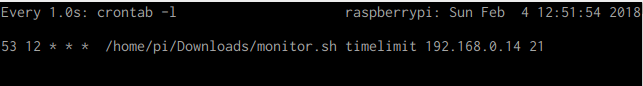 Every 1.0s: crontab -l raspberrypi: Sun Feb 4 12:51:54 2018
53 12 * * * /home/pi/Downloads/monitor.sh timelimit 192.168.0.14 21